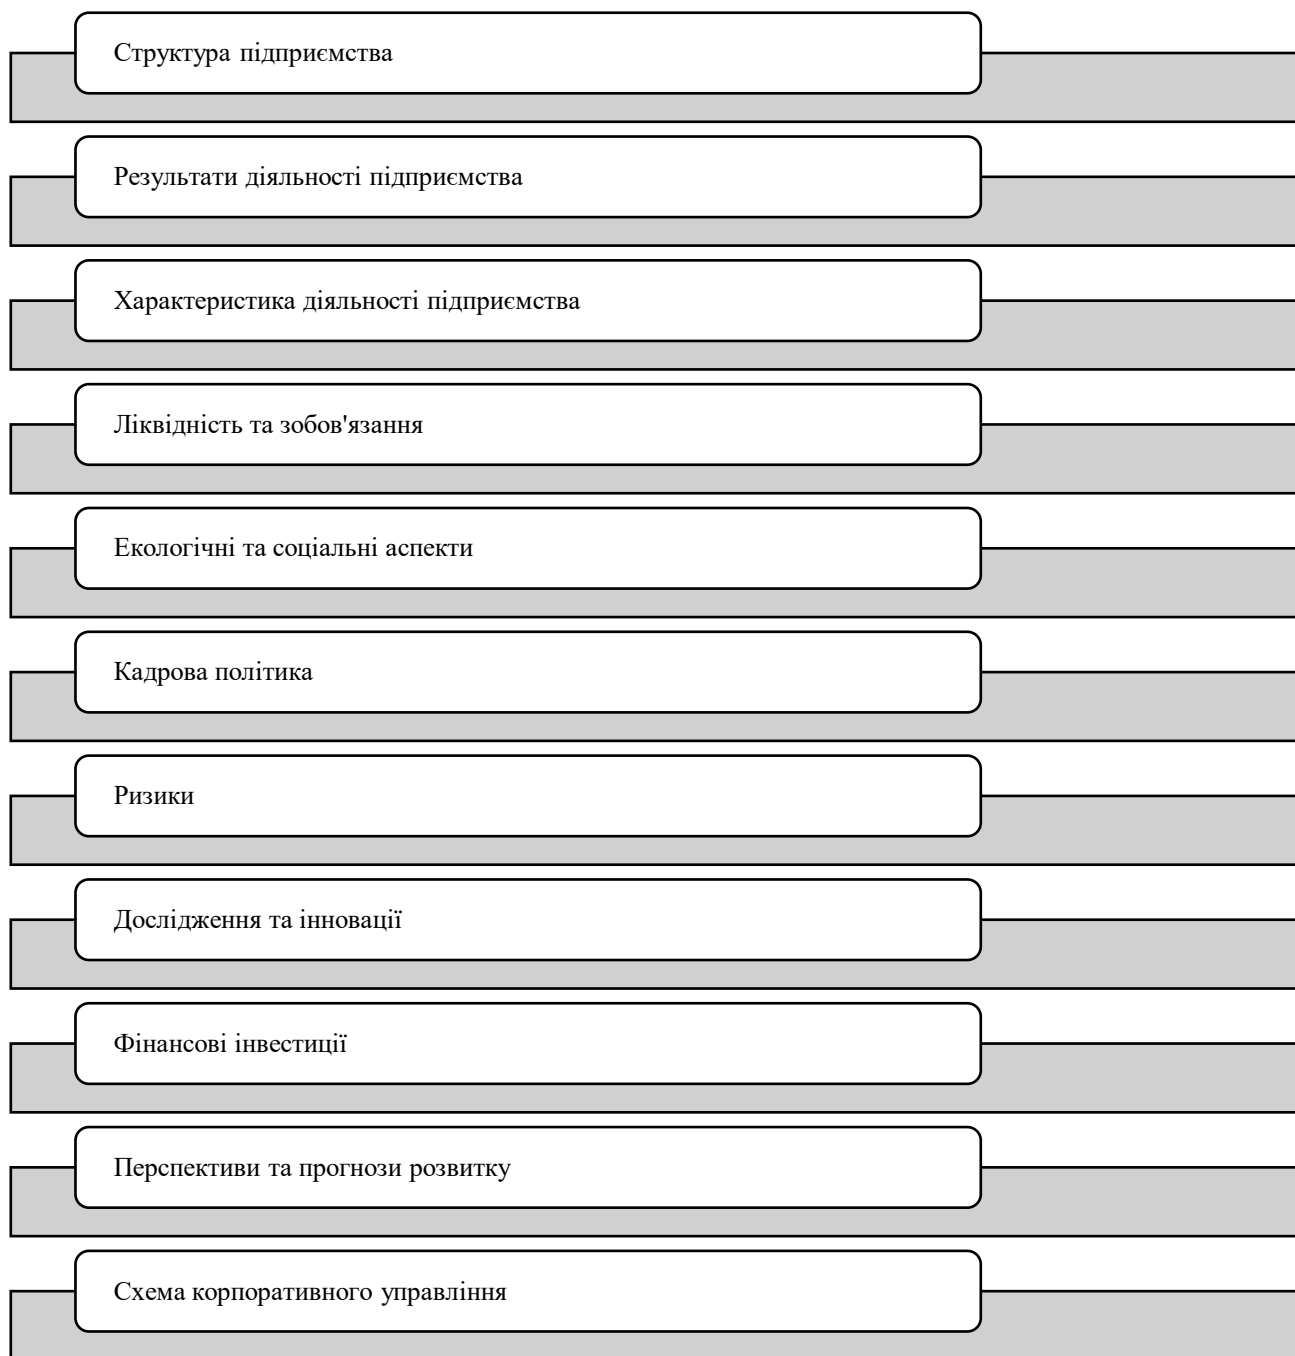 Структура підприємства
Результати діяльності підприємства
Характеристика діяльності підприємства
Ліквідність та зобов'язання
Екологічні та соціальні аспекти
Кадрова політика
Ризики
Дослідження та інновації
Фінансові інвестиції
Перспективи та прогнози розвитку
Схема корпоративного управління